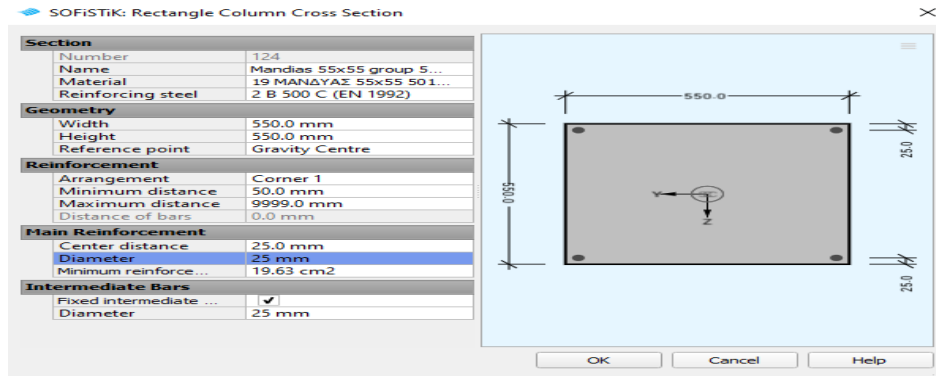 SOFiSTiK: Rectangle Column Cross Section
Section
Number 124
Name Mandias 55x55 group 5...
Material 19 ΜΑΝΔΥΑΣ 55x55 501...
Reinforcing steel 2 B 500 C (EN 1992)
Geometry
Width 550.0 mm
Height 550.0 mm
Reference point Gravity Centre
Reinforcement
Arrangement Corner 1
Minimum distance 50.0 mm
Maximum distance 9999.0 mm
Distance of bars 0.0 mm
Main Reinforcement
Center distance 25.0 mm
Diameter 25 mm
Minimum reinforce... 19.63 cm2
Intermediate Bars
Fixed intermediate ...
Diameter 25 mm
550.0
25.0
550.0
Y
Z
25.0
OK Cancel Help